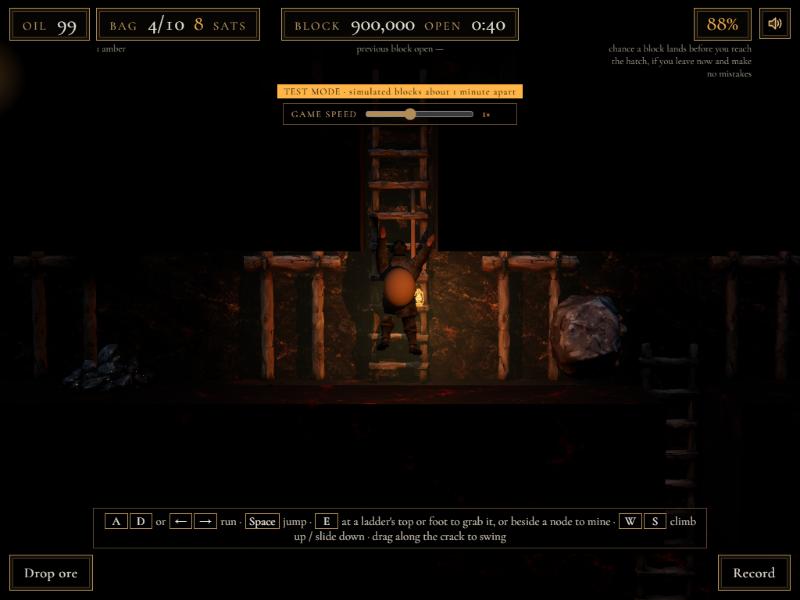 OIL 99
BAG 4/10 8 SATS
BLOCK 900,000 OPEN 0:40
88%
1 amber
previous block open —
chance a block lands before you reach
the hatch, if you leave now and make
no mistakes
TEST MODE · simulated blocks about 1 minute apart
GAME SPEED 1×
A D or ← → run · Space jump · E at a ladder's top or foot to grab it, or beside a node to mine · W S climb
up / slide down · drag along the crack to swing
Drop ore
Record